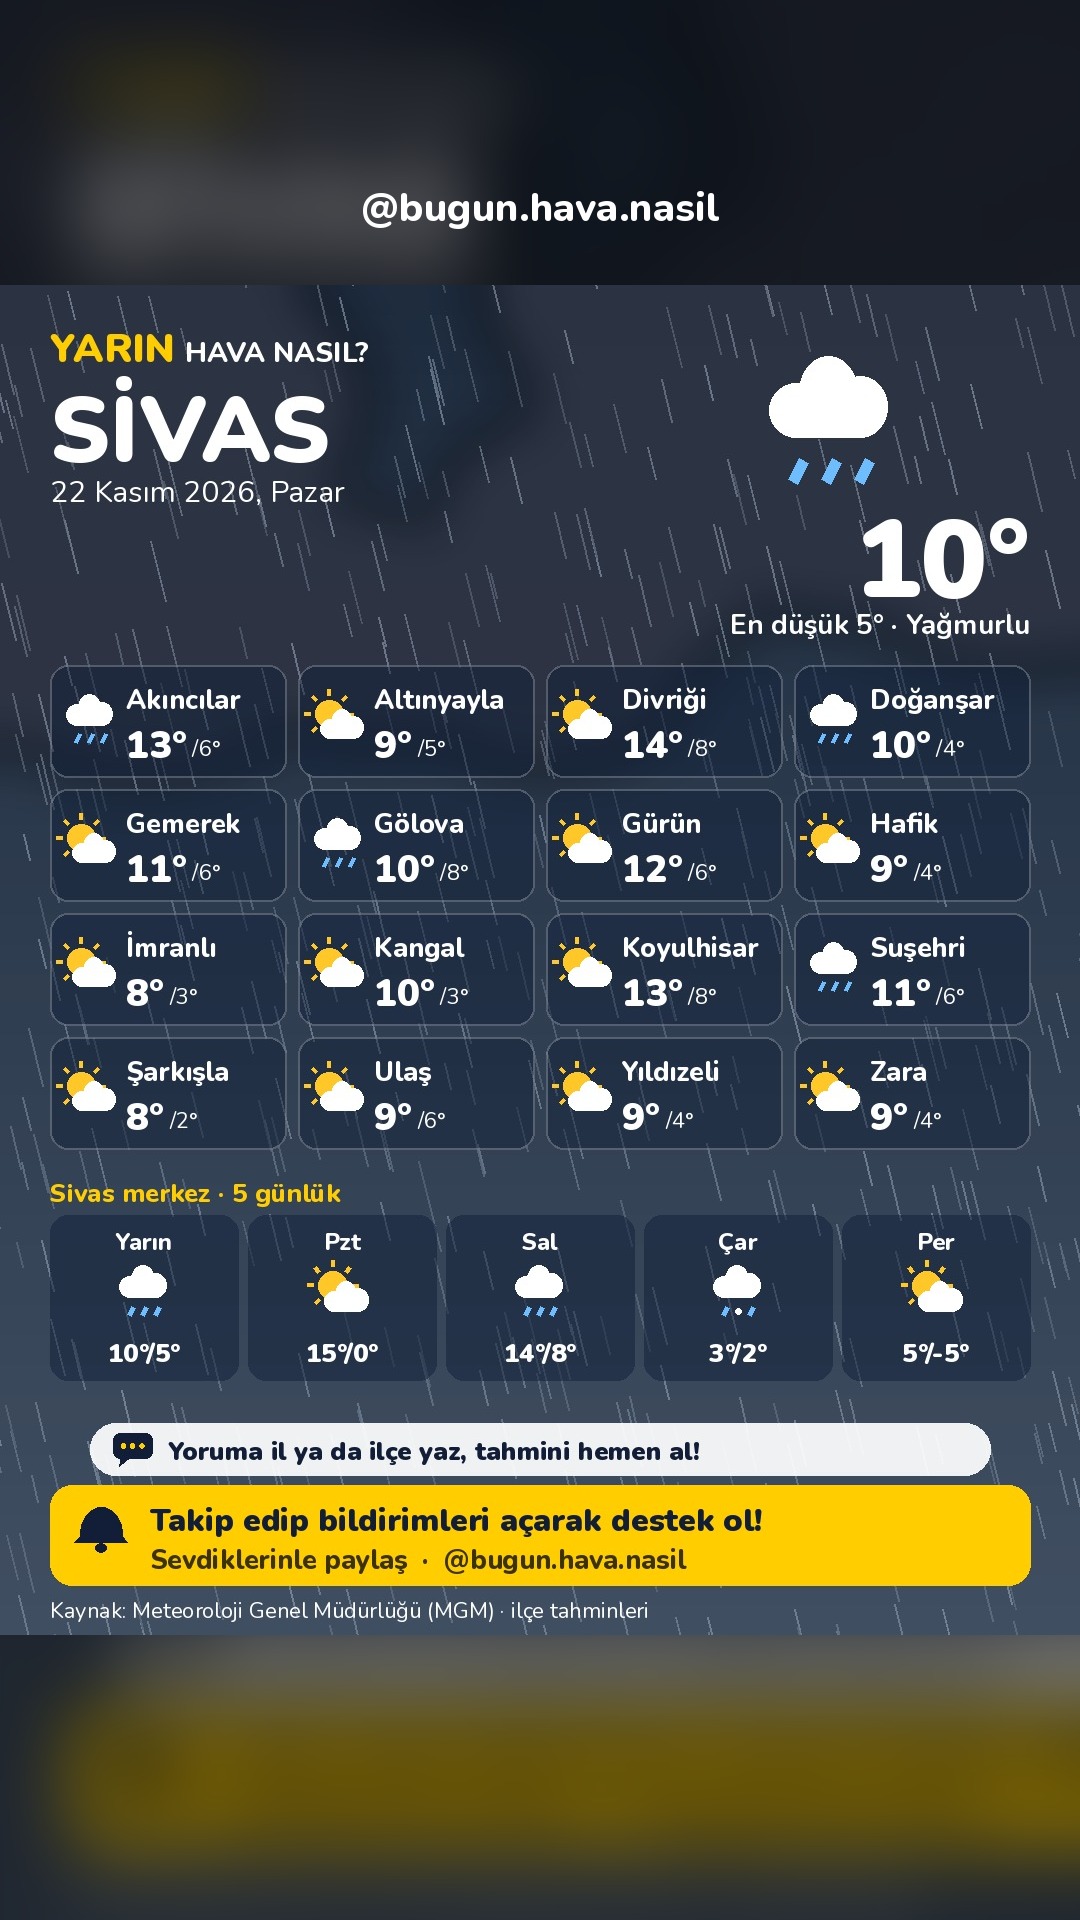 @bugun.hava.nasil
YARIN HAVA NASIL?
SİVAS
22 Kasım 2026, Pazar
10°
En düşük 5° · Yağmurlu
Akıncılar
13° /6°
Altınyayla
9° /5°
Divriği
14° /8°
Doğanşar
10° /4°
Gemerek
11° /6°
Gölova
10° /8°
Gürün
12° /6°
Hafik
9° /4°
İmranlı
8° /3°
Kangal
10° /3°
Koyulhisar
13° /8°
Suşehri
11° /6°
Şarkışla
8° /2°
Ulaş
9° /6°
Yıldızeli
9° /4°
Zara
9° /4°
Sivas merkez · 5 günlük
Yarın
10°/5°
Pzt
15°/0°
Sal
14°/8°
Çar
3°/2°
Per
5°/-5°
Yoruma il ya da ilçe yaz, tahmini hemen al!
Takip edip bildirimleri açarak destek ol!
Sevdiklerinle paylaş · @bugun.hava.nasil
Kaynak: Meteoroloji Genel Müdürlüğü (MGM) · ilçe tahminleri